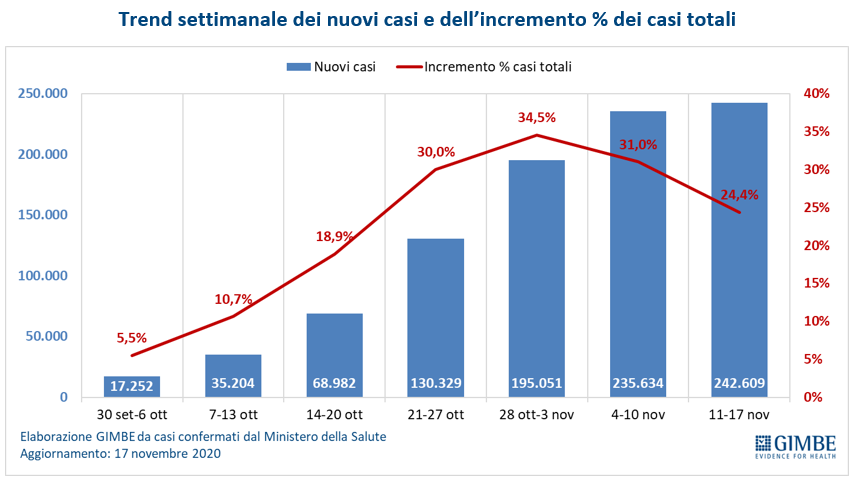 Trend settimanale dei nuovi casi e dell'incremento % dei casi totali
Nuovi casi
Incremento % casi totali
250.000
200.000
150.000
100.000
50.000
0
40%
35%
30%
25%
20%
15%
10%
5%
0%
5,5%
10,7%
18,9%
30,0%
34,5%
31,0%
24,4%
17.252
35.204
68.982
130.329
195.051
235.634
242.609
30 set-6 ott
7-13 ott
14-20 ott
21-27 ott
28 ott-3 nov
4-10 nov
11-17 nov
Elaborazione GIMBE da casi confermati dal Ministero della Salute
Aggiornamento: 17 novembre 2020
GIMBE
EVIDENCE FOR HEALTH